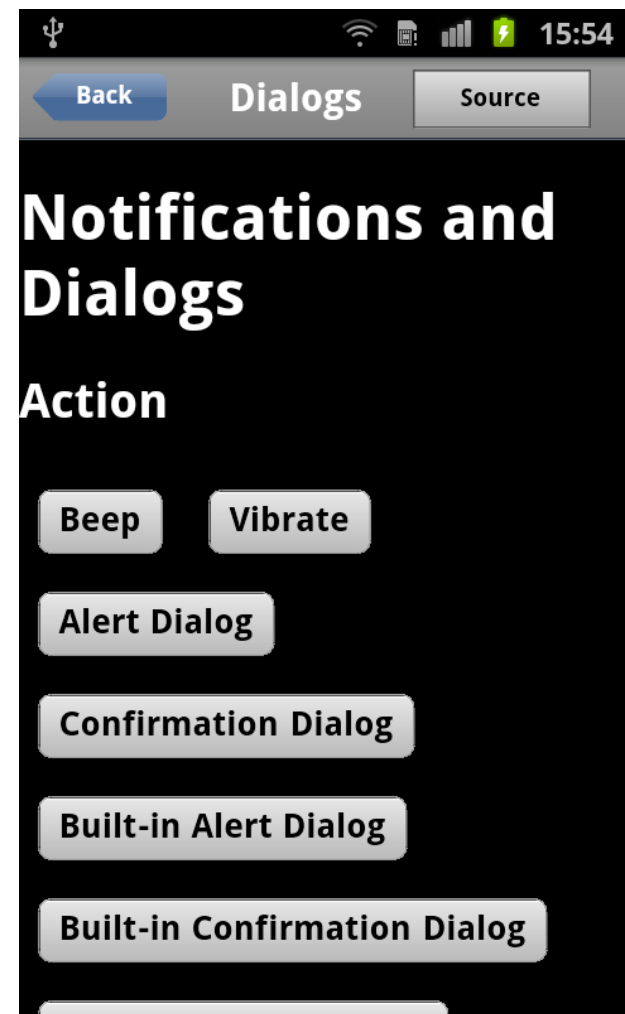 15:54
Back Dialogs Source
Notifications and
Dialogs
Action
Beep Vibrate
Alert Dialog
Confirmation Dialog
Built-in Alert Dialog
Built-in Confirmation Dialog